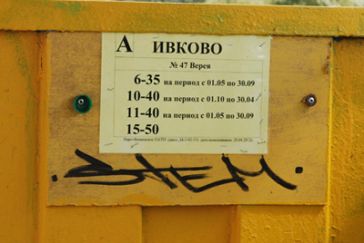 А ИВКОВО
№ 47 Верея
6-35 на период с 01.05 по 30.09
10-40 на период с 01.10 по 30.04
11-40 на период с 01.05 по 30.09
15-50